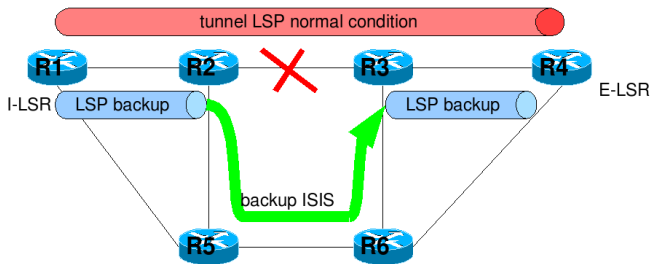 tunnel LSP normal condition
R1
R2
R3
R4
I-LSR
LSP backup
LSP backup
E-LSR
backup ISIS
R5
R6